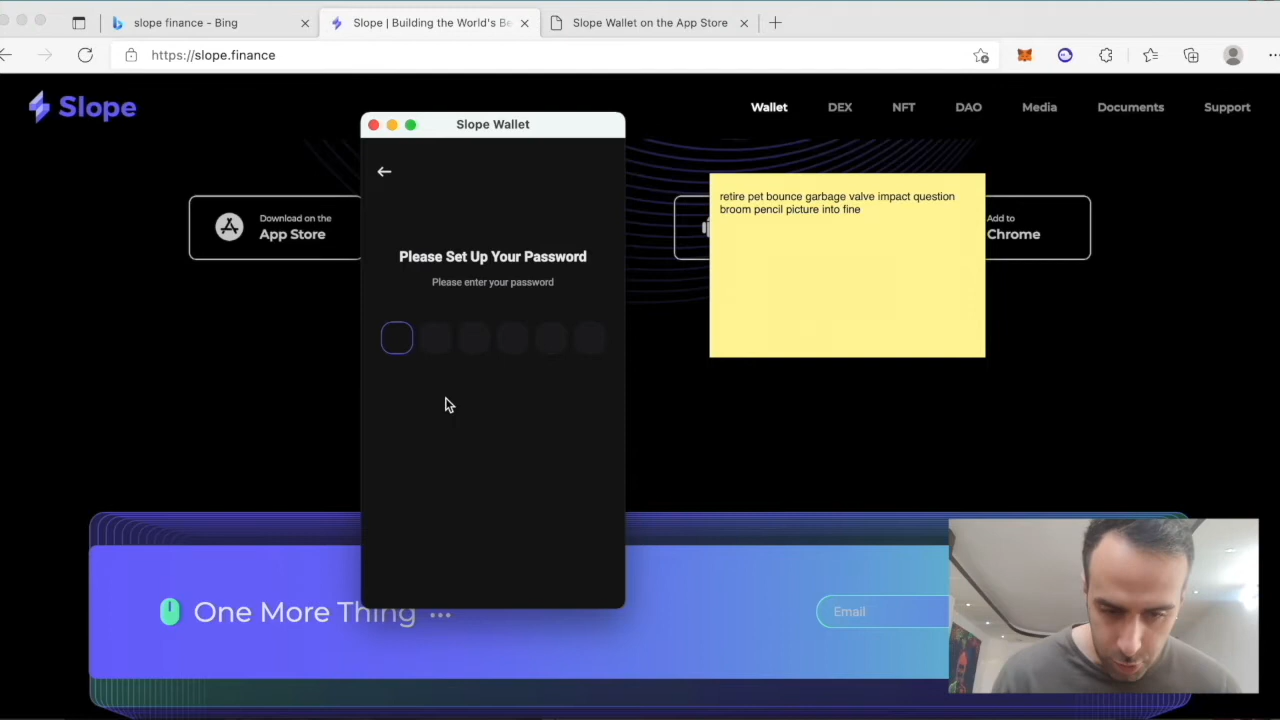 slope finance - Bing
Slope | Building the World's Be
Slope Wallet on the App Store
https://slope.finance
Slope
Wallet DEX NFT DAO Media Documents Support
Slope Wallet
Download on the
App Store
Add to
Chrome
retire pet bounce garbage valve impact question
broom pencil picture into fine
Please Set Up Your Password
Please enter your password
One More Thing ...
Email